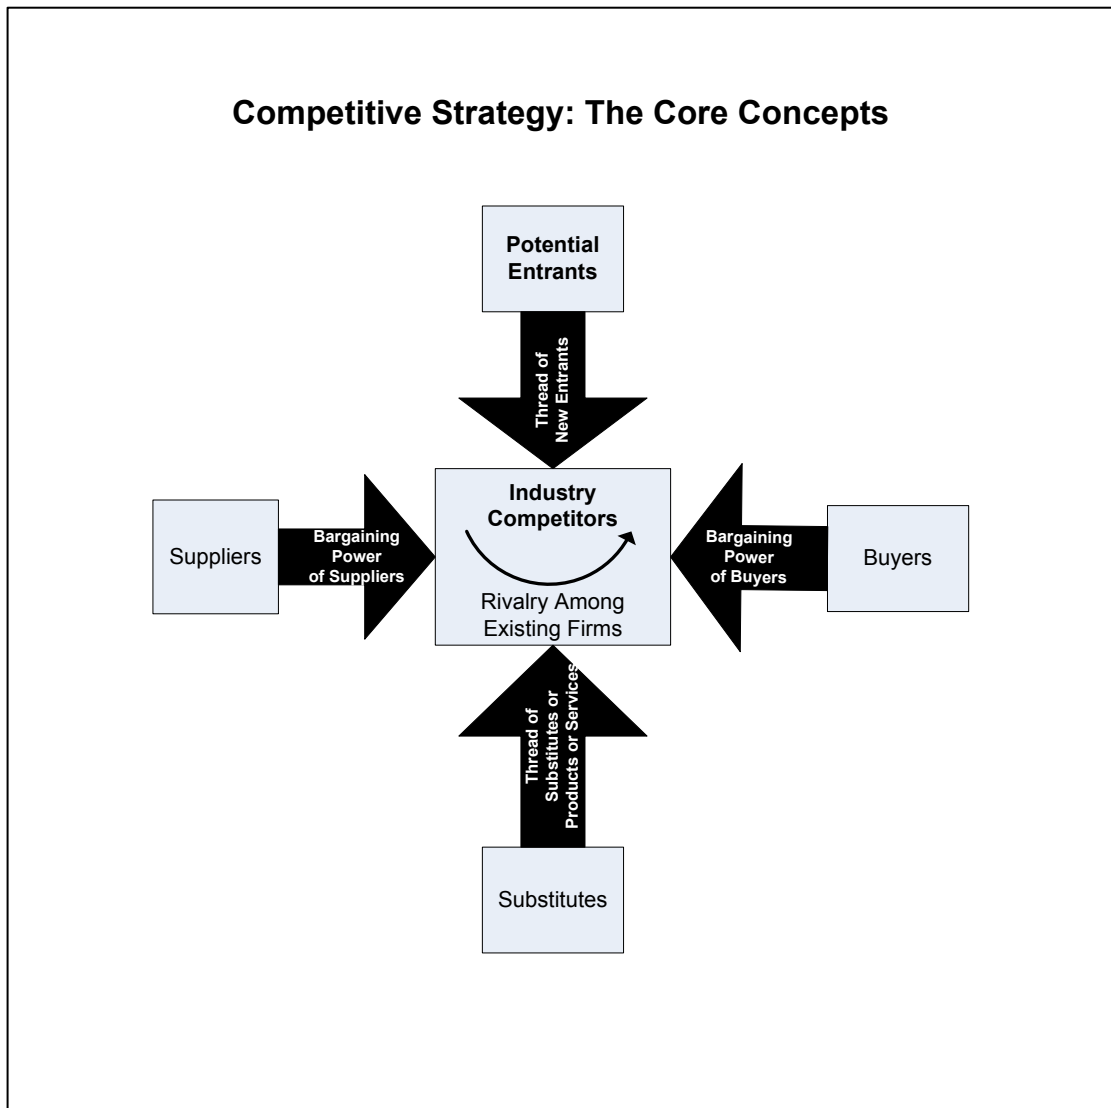 Competitive Strategy: The Core Concepts
Potential
Entrants
Thread of
New Entrants
Industry
Competitors
Rivalry Among
Existing Firms
Suppliers
Bargaining
Power
of Suppliers
Bargaining
Power
of Buyers
Buyers
Thread of
Substitutes or
Products or Services
Substitutes